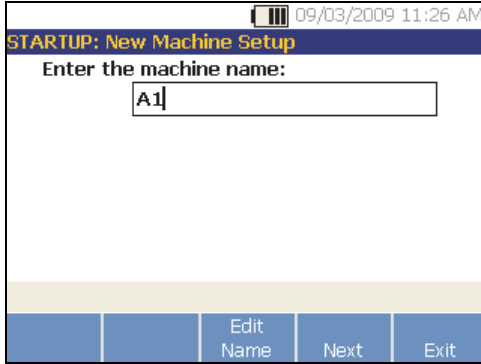 09/03/2009 11:26 AM
STARTUP: New Machine Setup
Enter the machine name:
A1
Edit
Name
Next
Exit